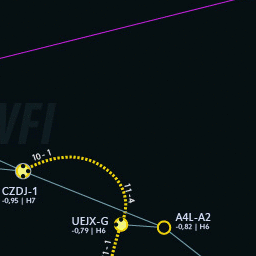 10 - 1
CZDJ-1
-0,95 | H7
11 - 4
UEJX-G
-0,79 | H6
A4L-A2
-0,82 | H6